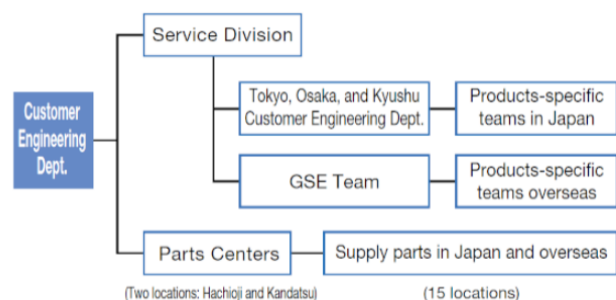 Service Division
Customer
Engineering
Dept.
Tokyo, Osaka, and Kyushu
Customer Engineering Dept.
Products-specific
teams in Japan
GSE Team
Products-specific
teams overseas
Parts Centers
Supply parts in Japan and overseas
(Two locations: Hachioji and Kandatsu)
(15 locations)